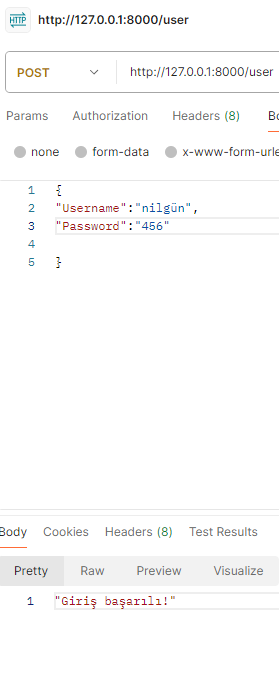 HTTP http://127.0.0.1:8000/user
POST http://127.0.0.1:8000/user
Params Authorization Headers (8) Bo
none form-data x-www-form-urle
1 {
2 "Username":"nilgün",
3 "Password":"456"
4
5 }
Body Cookies Headers (8) Test Results
Pretty Raw Preview Visualize
1 "Giriş başarılı!"